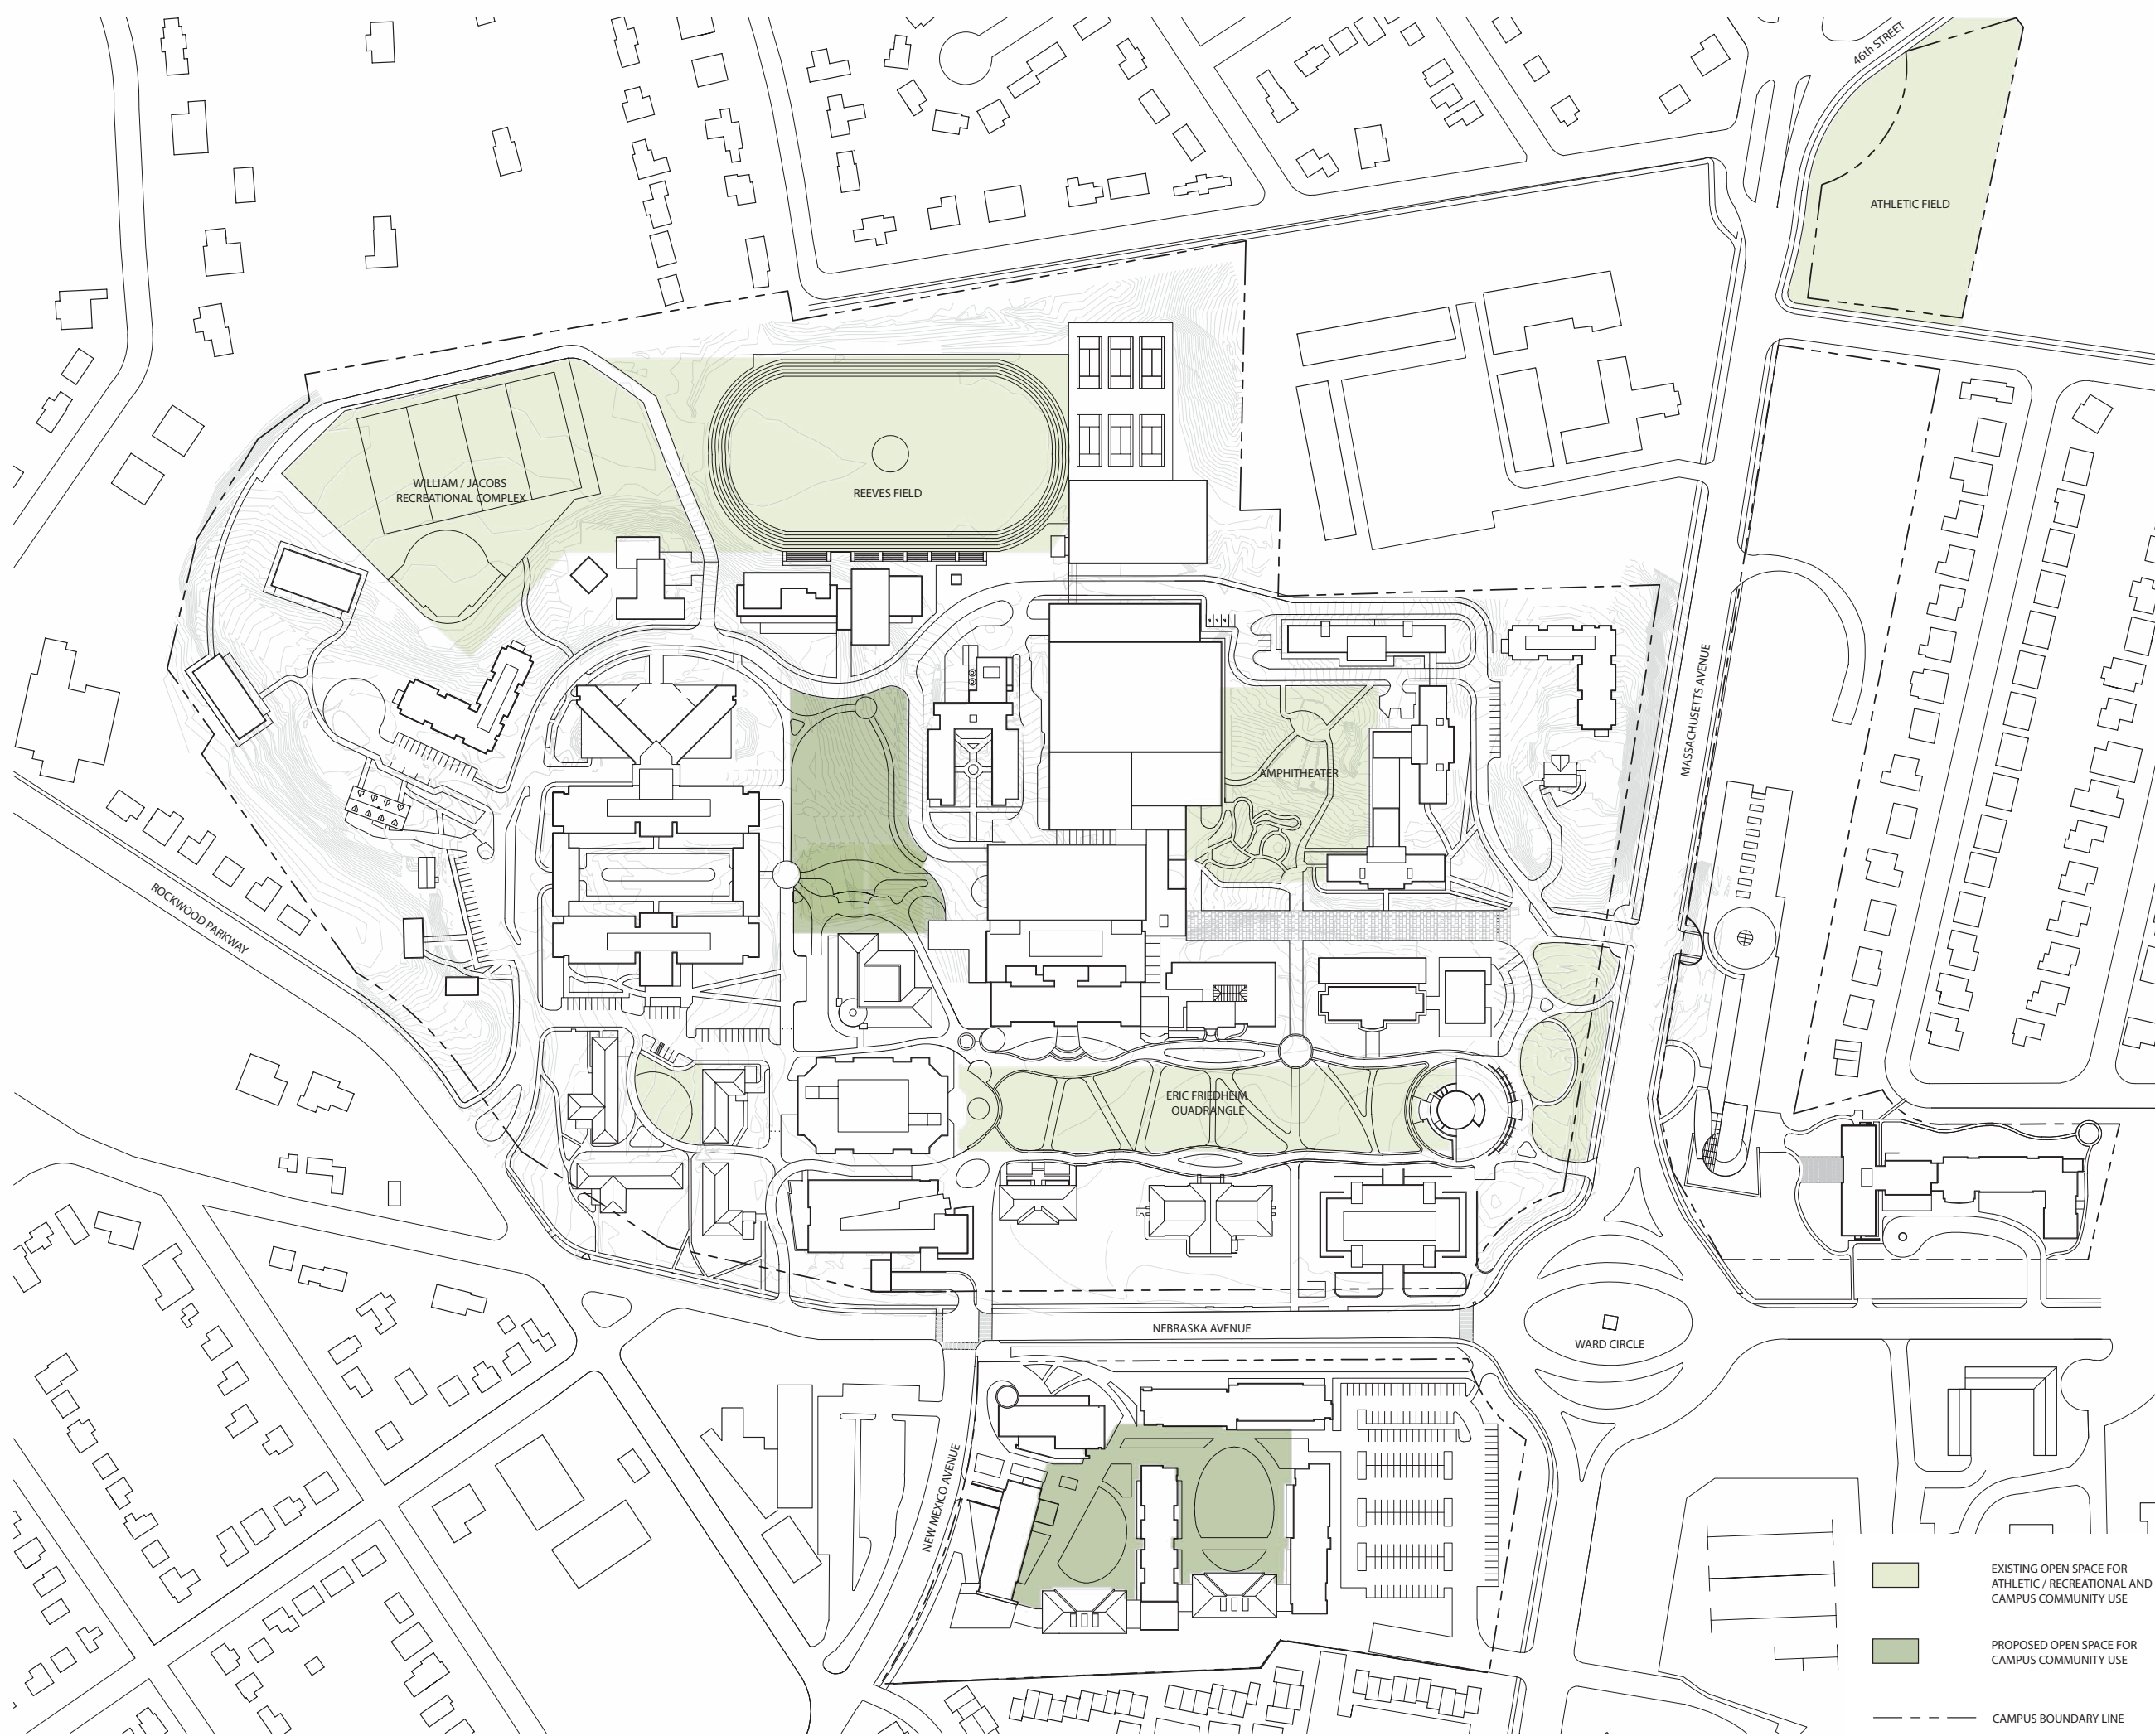 46th STREET
ATHLETIC FIELD
WILLIAM / JACOBS
RECREATIONAL COMPLEX
REEVES FIELD
MASSACHUSETTS AVENUE
AMPHITHEATER
ROCKWOOD PARKWAY
ERIC FRIEDHEIM
QUADRANGLE
NEBRASKA AVENUE
WARD CIRCLE
NEW MEXICO AVENUE
EXISTING OPEN SPACE FOR
ATHLETIC / RECREATIONAL AND
CAMPUS COMMUNITY USE
PROPOSED OPEN SPACE FOR
CAMPUS COMMUNITY USE
CAMPUS BOUNDARY LINE